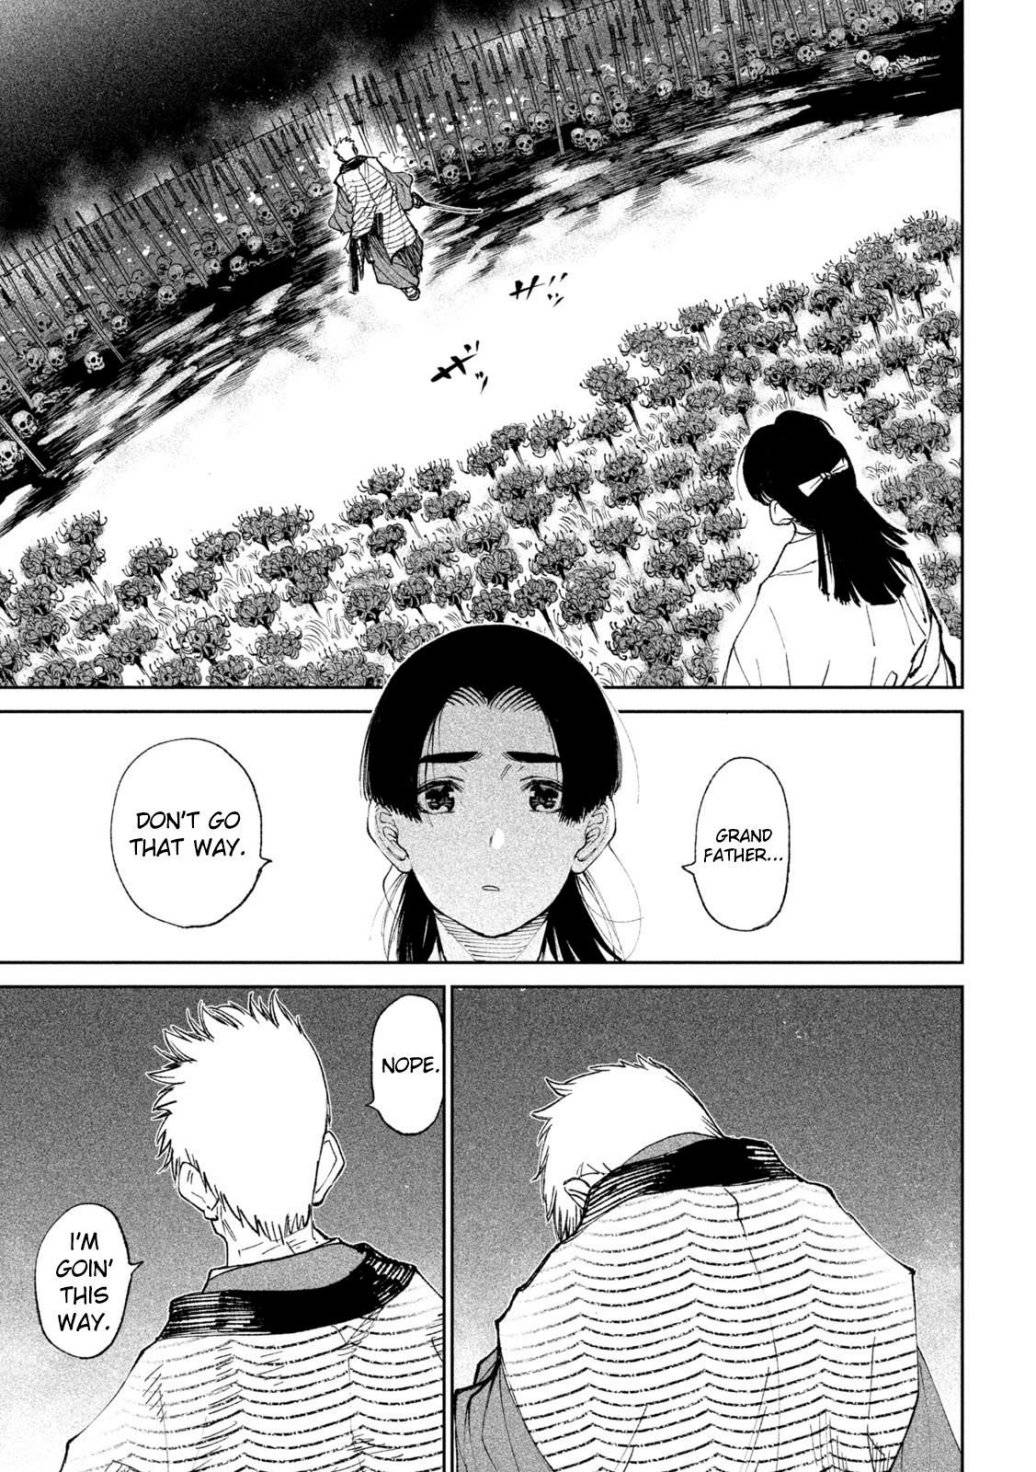 ザッ
ザッ
GRAND
FATHER...
DON'T GO
THAT WAY.
NOPE.
I'M
GOIN'
THIS
WAY.